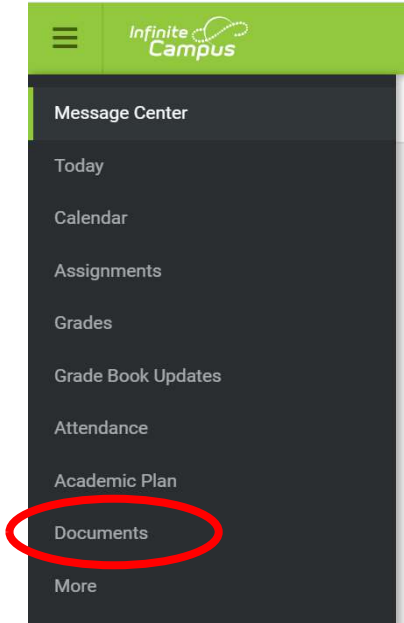 Infinite
Campus
Message Center
Today
Calendar
Assignments
Grades
Grade Book Updates
Attendance
Academic Plan
Documents
More